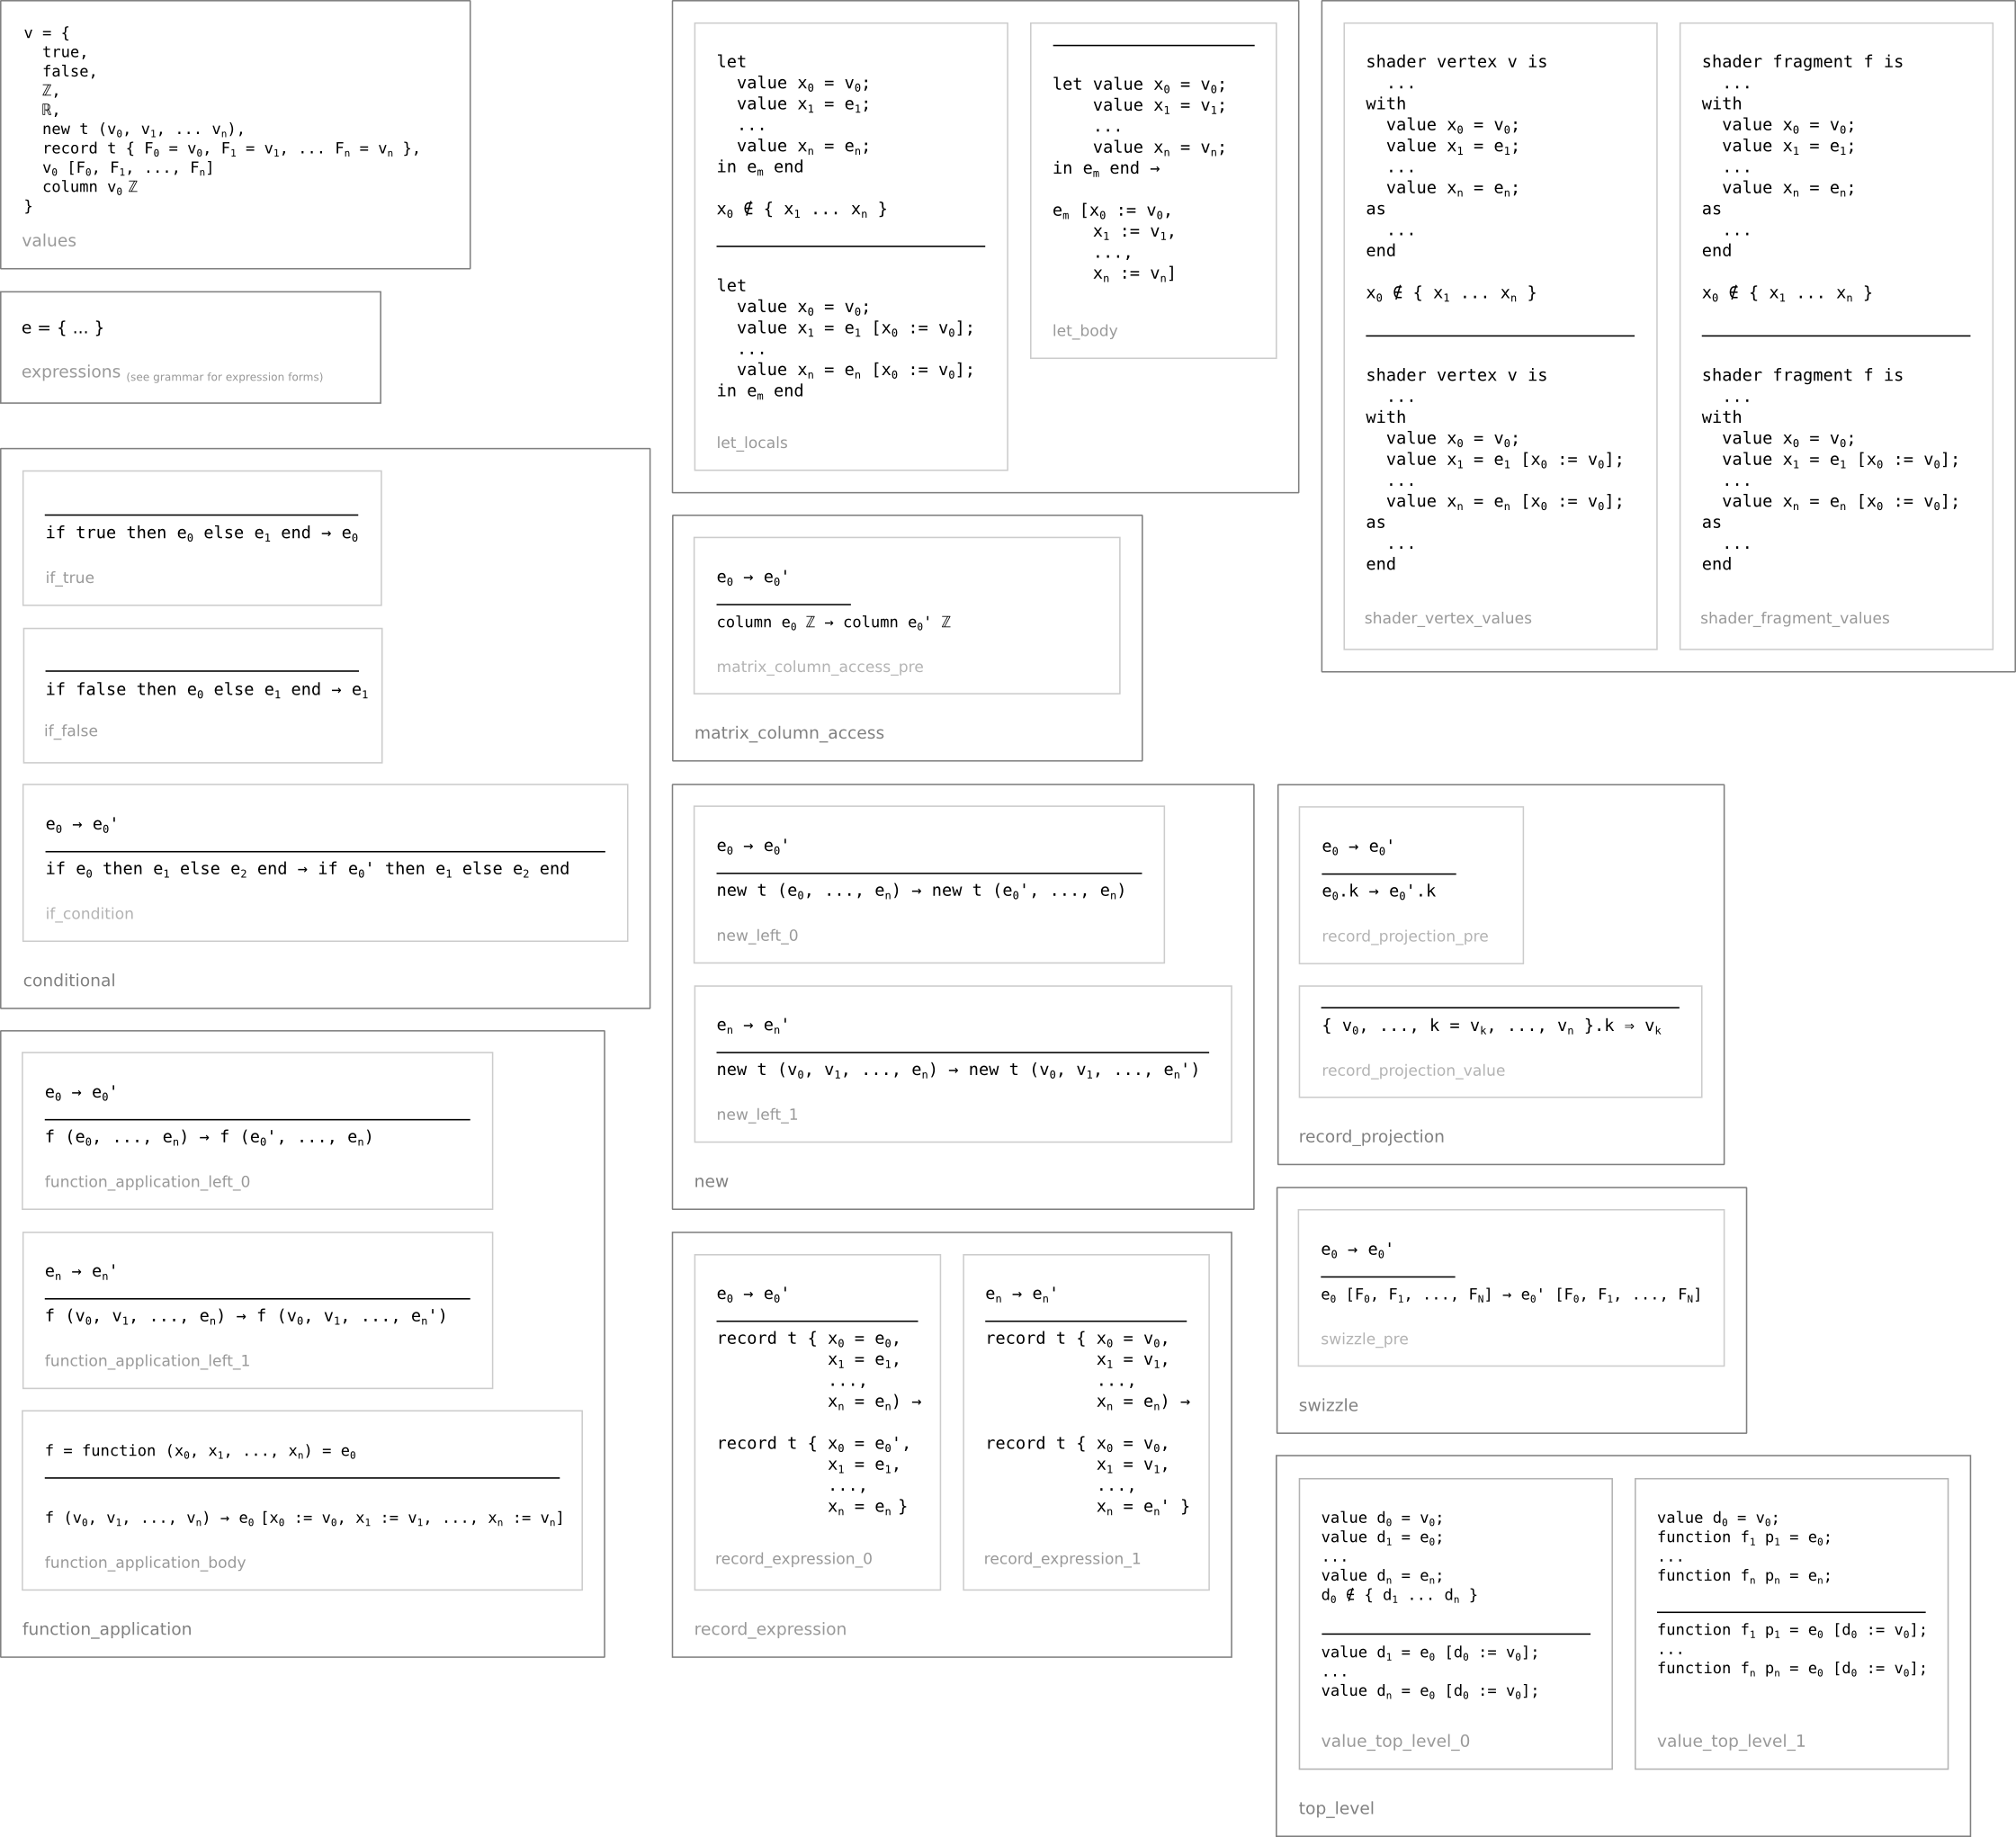 v = {
  true,
  false,
  ℤ,
  ℝ,
  new t (v₀, v₁, ... vₙ),
  record t { F₀ = v₀, F₁ = v₁, ... Fₙ = vₙ },
  v₀ [F₀, F₁, ..., Fₙ]
  column v₀ ℤ
}
values
e = { ... }
expressions (see grammar for expression forms)
if true then e₀ else e₁ end → e₀
if_true
if false then e₀ else e₁ end → e₁
if_false
e₀ → e₀'
if e₀ then e₁ else e₂ end → if e₀' then e₁ else e₂ end
if_condition
conditional
e₀ → e₀'
f (e₀, ..., eₙ) → f (e₀', ..., eₙ)
function_application_left_0
eₙ → eₙ'
f (v₀, v₁, ..., eₙ) → f (v₀, v₁, ..., eₙ')
function_application_left_1
f = function (x₀, x₁, ..., xₙ) = e₀
f (v₀, v₁, ..., vₙ) → e₀ [x₀ := v₀, x₁ := v₁, ..., xₙ := vₙ]
function_application_body
function_application
let
  value x₀ = v₀;
  value x₁ = e₁;
  ...
  value xₙ = eₙ;
in eₘ end
x₀ ∉ { x₁ ... xₙ }
let
  value x₀ = v₀;
  value x₁ = e₁ [x₀ := v₀];
  ...
  value xₙ = eₙ [x₀ := v₀];
in eₘ end
let_locals
let value x₀ = v₀;
    value x₁ = v₁;
    ...
    value xₙ = vₙ;
in eₘ end →
eₘ [x₀ := v₀,
    x₁ := v₁,
    ...,
    xₙ := vₙ]
let_body
e₀ → e₀'
column e₀ ℤ → column e₀' ℤ
matrix_column_access_pre
matrix_column_access
e₀ → e₀'
new t (e₀, ..., eₙ) → new t (e₀', ..., eₙ)
new_left_0
eₙ → eₙ'
new t (v₀, v₁, ..., eₙ) → new t (v₀, v₁, ..., eₙ')
new_left_1
new
e₀ → e₀'
record t { x₀ = e₀,
           x₁ = e₁,
           ...,
           xₙ = eₙ) →
record t { x₀ = e₀',
           x₁ = e₁,
           ...,
           xₙ = eₙ }
record_expression_0
eₙ → eₙ'
record t { x₀ = v₀,
           x₁ = v₁,
           ...,
           xₙ = eₙ) →
record t { x₀ = v₀,
           x₁ = v₁,
           ...,
           xₙ = eₙ' }
record_expression_1
record_expression
shader vertex v is
  ...
with
  value x₀ = v₀;
  value x₁ = e₁;
  ...
  value xₙ = eₙ;
as
  ...
end
x₀ ∉ { x₁ ... xₙ }
shader vertex v is
  ...
with
  value x₀ = v₀;
  value x₁ = e₁ [x₀ := v₀];
  ...
  value xₙ = eₙ [x₀ := v₀];
as
  ...
end
shader_vertex_values
shader fragment f is
  ...
with
  value x₀ = v₀;
  value x₁ = e₁;
  ...
  value xₙ = eₙ;
as
  ...
end
x₀ ∉ { x₁ ... xₙ }
shader fragment f is
  ...
with
  value x₀ = v₀;
  value x₁ = e₁ [x₀ := v₀];
  ...
  value xₙ = eₙ [x₀ := v₀];
as
  ...
end
shader_fragment_values
e₀ → e₀'
e₀.k → e₀'.k
record_projection_pre
{ v₀, ..., k = vₖ, ..., vₙ }.k ⇒ vₖ
record_projection_value
record_projection
e₀ → e₀'
e₀ [F₀, F₁, ..., F_N] → e₀' [F₀, F₁, ..., F_N]
swizzle_pre
swizzle
value d₀ = v₀;
value d₁ = e₀;
...
value dₙ = eₙ;
d₀ ∉ { d₁ ... dₙ }
value d₁ = e₀ [d₀ := v₀];
...
value dₙ = e₀ [d₀ := v₀];
value_top_level_0
value d₀ = v₀;
function f₁ p₁ = e₀;
...
function fₙ pₙ = eₙ;
function f₁ p₁ = e₀ [d₀ := v₀];
...
function fₙ pₙ = e₀ [d₀ := v₀];
value_top_level_1
top_level